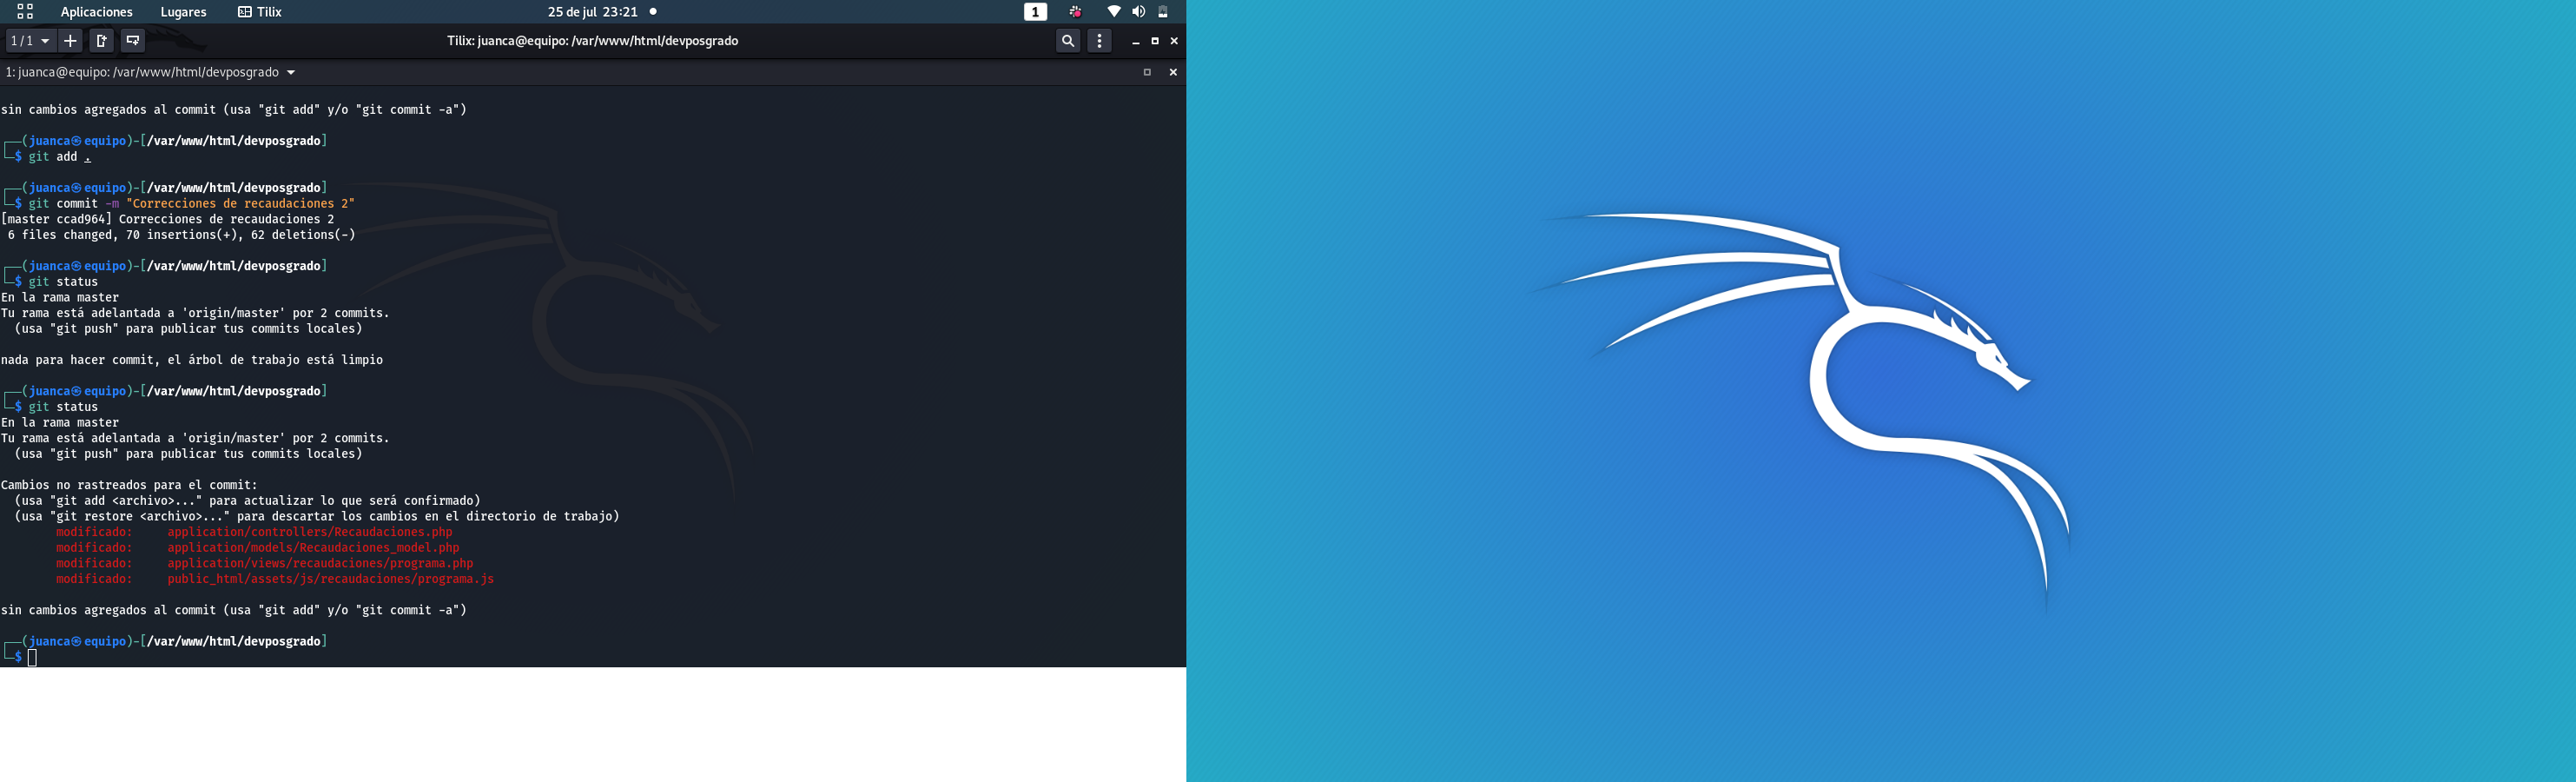 Aplicaciones Lugares Tilix 25 de jul 23:21 1
1 / 1 Tilix: juanca@equipo: /var/www/html/devposgrado
1: juanca@equipo: /var/www/html/devposgrado
sin cambios agregados al commit (usa "git add" y/o "git commit -a")
┌──(juanca㉿equipo)-[/var/www/html/devposgrado]
└─$ git add .
┌──(juanca㉿equipo)-[/var/www/html/devposgrado]
└─$ git commit -m "Correcciones de recaudaciones 2"
[master ccad964] Correcciones de recaudaciones 2
 6 files changed, 70 insertions(+), 62 deletions(-)
┌──(juanca㉿equipo)-[/var/www/html/devposgrado]
└─$ git status
En la rama master
Tu rama está adelantada a 'origin/master' por 2 commits.
  (usa "git push" para publicar tus commits locales)
nada para hacer commit, el árbol de trabajo está limpio
┌──(juanca㉿equipo)-[/var/www/html/devposgrado]
└─$ git status
En la rama master
Tu rama está adelantada a 'origin/master' por 2 commits.
  (usa "git push" para publicar tus commits locales)
Cambios no rastreados para el commit:
  (usa "git add <archivo>..." para actualizar lo que será confirmado)
  (usa "git restore <archivo>..." para descartar los cambios en el directorio de trabajo)
        modificado:     application/controllers/Recaudaciones.php
        modificado:     application/models/Recaudaciones_model.php
        modificado:     application/views/recaudaciones/programa.php
        modificado:     public_html/assets/js/recaudaciones/programa.js
sin cambios agregados al commit (usa "git add" y/o "git commit -a")
┌──(juanca㉿equipo)-[/var/www/html/devposgrado]
└─$